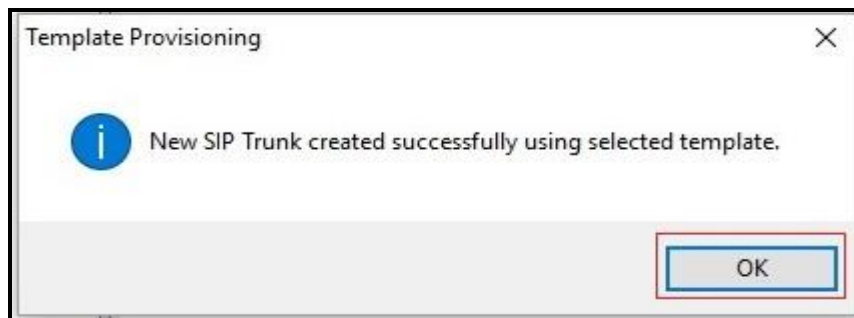 Template Provisioning
New SIP Trunk created successfully using selected template.
OK